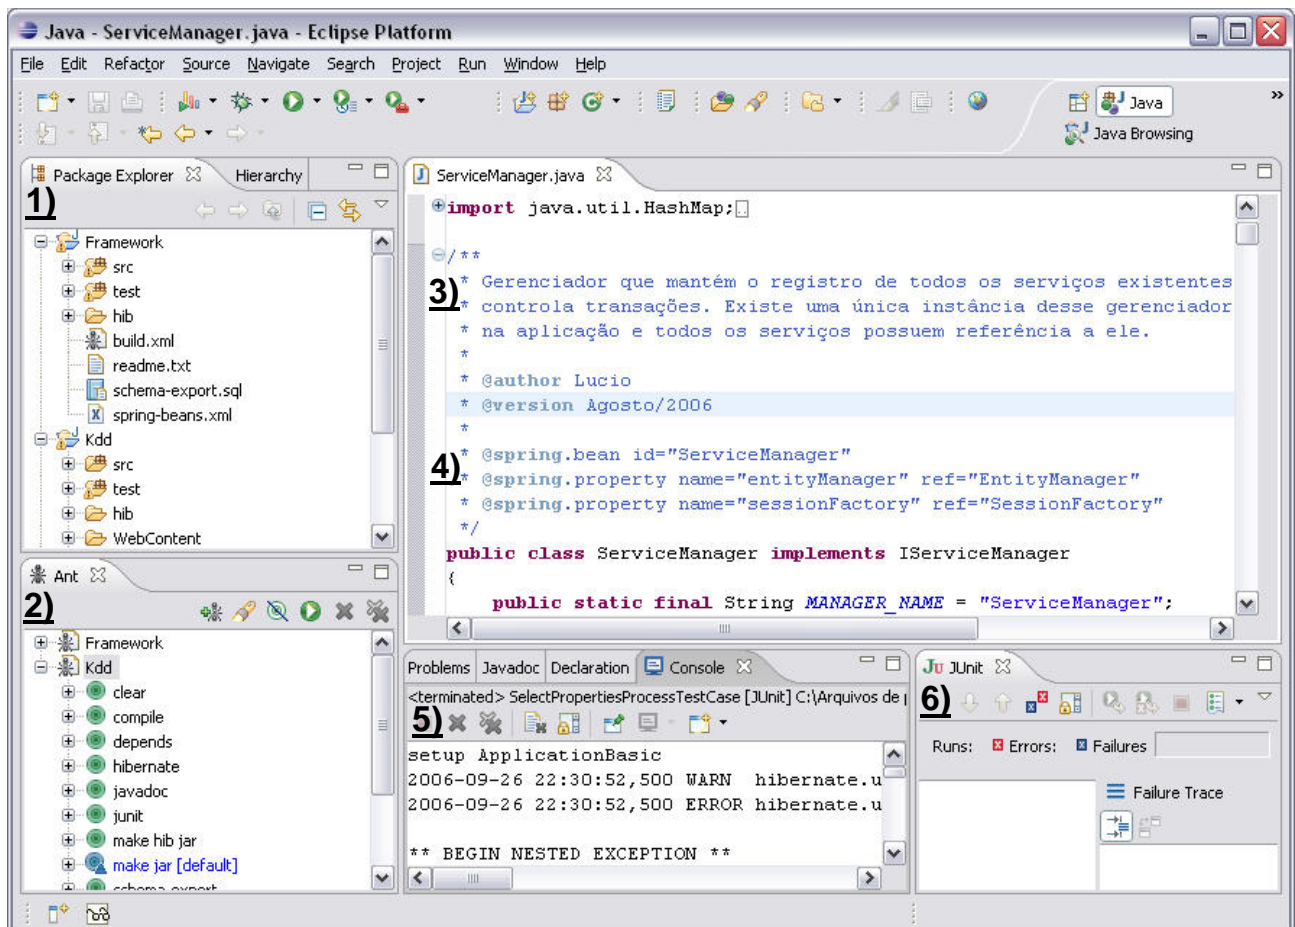 Java - ServiceManager.java - Eclipse Platform
File Edit Refactor Source Navigate Search Project Run Window Help
Java
»
Java Browsing
Package Explorer Hierarchy
1)
Framework
src
test
hib
build.xml
readme.txt
schema-export.sql
spring-beans.xml
Kdd
src
test
hib
WebContent
Ant
2)
Framework
Kdd
clear
compile
depends
hibernate
javadoc
junit
make hib jar
make jar [default]
schema-export
ServiceManager.java
import java.util.HashMap;
/**
3)
* Gerenciador que mantém o registro de todos os serviços existentes
* controla transações. Existe uma única instância desse gerenciador
* na aplicação e todos os serviços possuem referência a ele.
*
* @author Lucio
* @version Agosto/2006
*
4)
* @spring.bean id="ServiceManager"
* @spring.property name="entityManager" ref="EntityManager"
* @spring.property name="sessionFactory" ref="SessionFactory"
*/
public class ServiceManager implements IServiceManager
{
public static final String MANAGER_NAME = "ServiceManager";
Problems Javadoc Declaration Console
<terminated> SelectPropertiesProcessTestCase [JUnit] C:\Arquivos de
5)
setup ApplicationBasic
2006-09-26 22:30:52,500 WARN hibernate.u
2006-09-26 22:30:52,500 ERROR hibernate.u
** BEGIN NESTED EXCEPTION **
JU JUnit
6)
Runs: Errors: Failures
Failure Trace